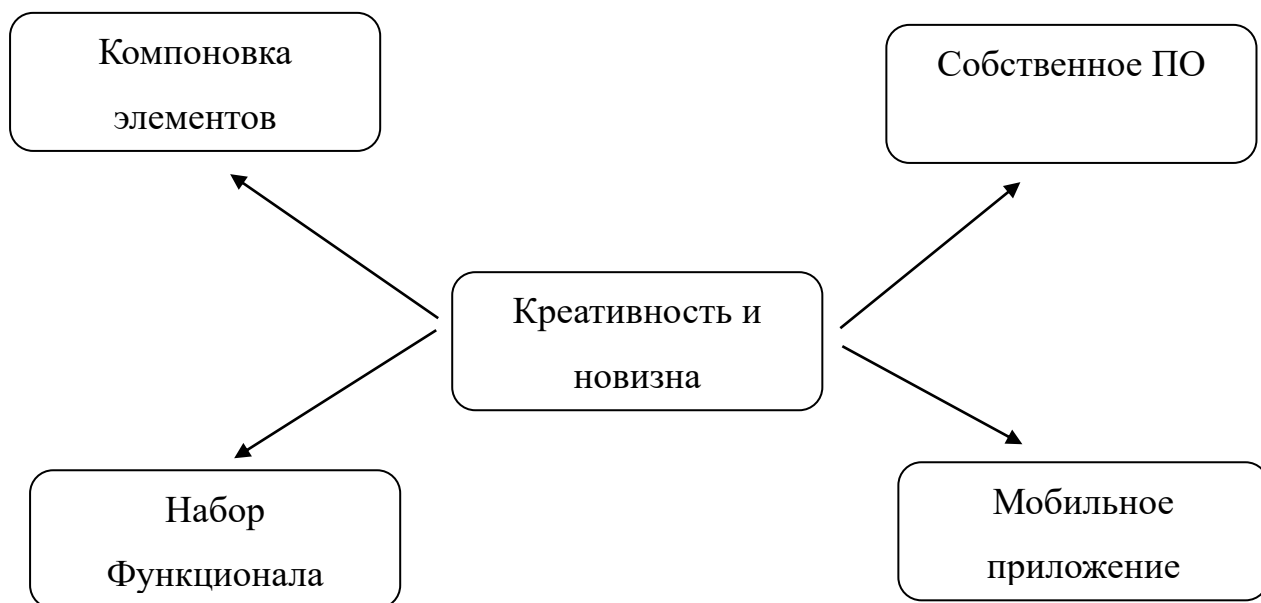 Компоновка
элементов
Собственное ПО
Креативность и
новизна
Набор
Функционала
Мобильное
приложение